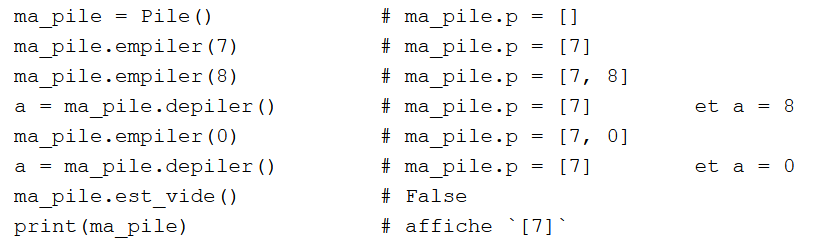 ma_pile = Pile() # ma_pile.p = []
ma_pile.empiler(7) # ma_pile.p = [7]
ma_pile.empiler(8) # ma_pile.p = [7, 8]
a = ma_pile.depiler() # ma_pile.p = [7] et a = 8
ma_pile.empiler(0) # ma_pile.p = [7, 0]
a = ma_pile.depiler() # ma_pile.p = [7] et a = 0
ma_pile.est_vide() # False
print(ma_pile) # affiche `[7]`